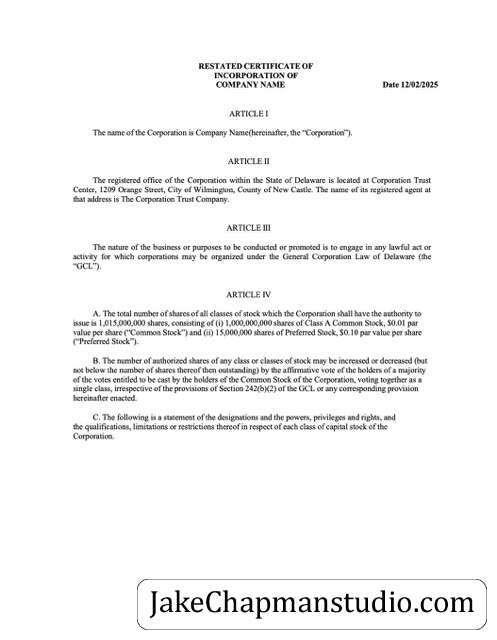 RESTATED CERTIFICATE OF
INCORPORATION OF
COMPANY NAME
Date 12/02/2025
ARTICLE I
The name of the Corporation is Company Name(hereinafter, the “Corporation”).
ARTICLE II
The registered office of the Corporation within the State of Delaware is located at Corporation Trust
Center, 1209 Orange Street, City of Wilmington, County of New Castle. The name of its registered agent at
that address is The Corporation Trust Company.
ARTICLE III
The nature of the business or purposes to be conducted or promoted is to engage in any lawful act or
activity for which corporations may be organized under the General Corporation Law of Delaware (the
“GCL”).
ARTICLE IV
A. The total number of shares of all classes of stock which the Corporation shall have the authority to
issue is 1,015,000,000 shares, consisting of (i) 1,000,000,000 shares of Class A Common Stock, $0.01 par
value per share (“Common Stock”) and (ii) 15,000,000 shares of Preferred Stock, $0.10 par value per share
(“Preferred Stock”).
B. The number of authorized shares of any class or classes of stock may be increased or decreased (but
not below the number of shares thereof then outstanding) by the affirmative vote of the holders of a majority
of the votes entitled to be cast by the holders of the Common Stock of the Corporation, voting together as a
single class, irrespective of the provisions of Section 242(b)(2) of the GCL or any corresponding provision
hereinafter enacted.
C. The following is a statement of the designations and the powers, privileges and rights, and
the qualifications, limitations or restrictions thereof in respect of each class of capital stock of the
Corporation.
JakeChapmanstudio.com